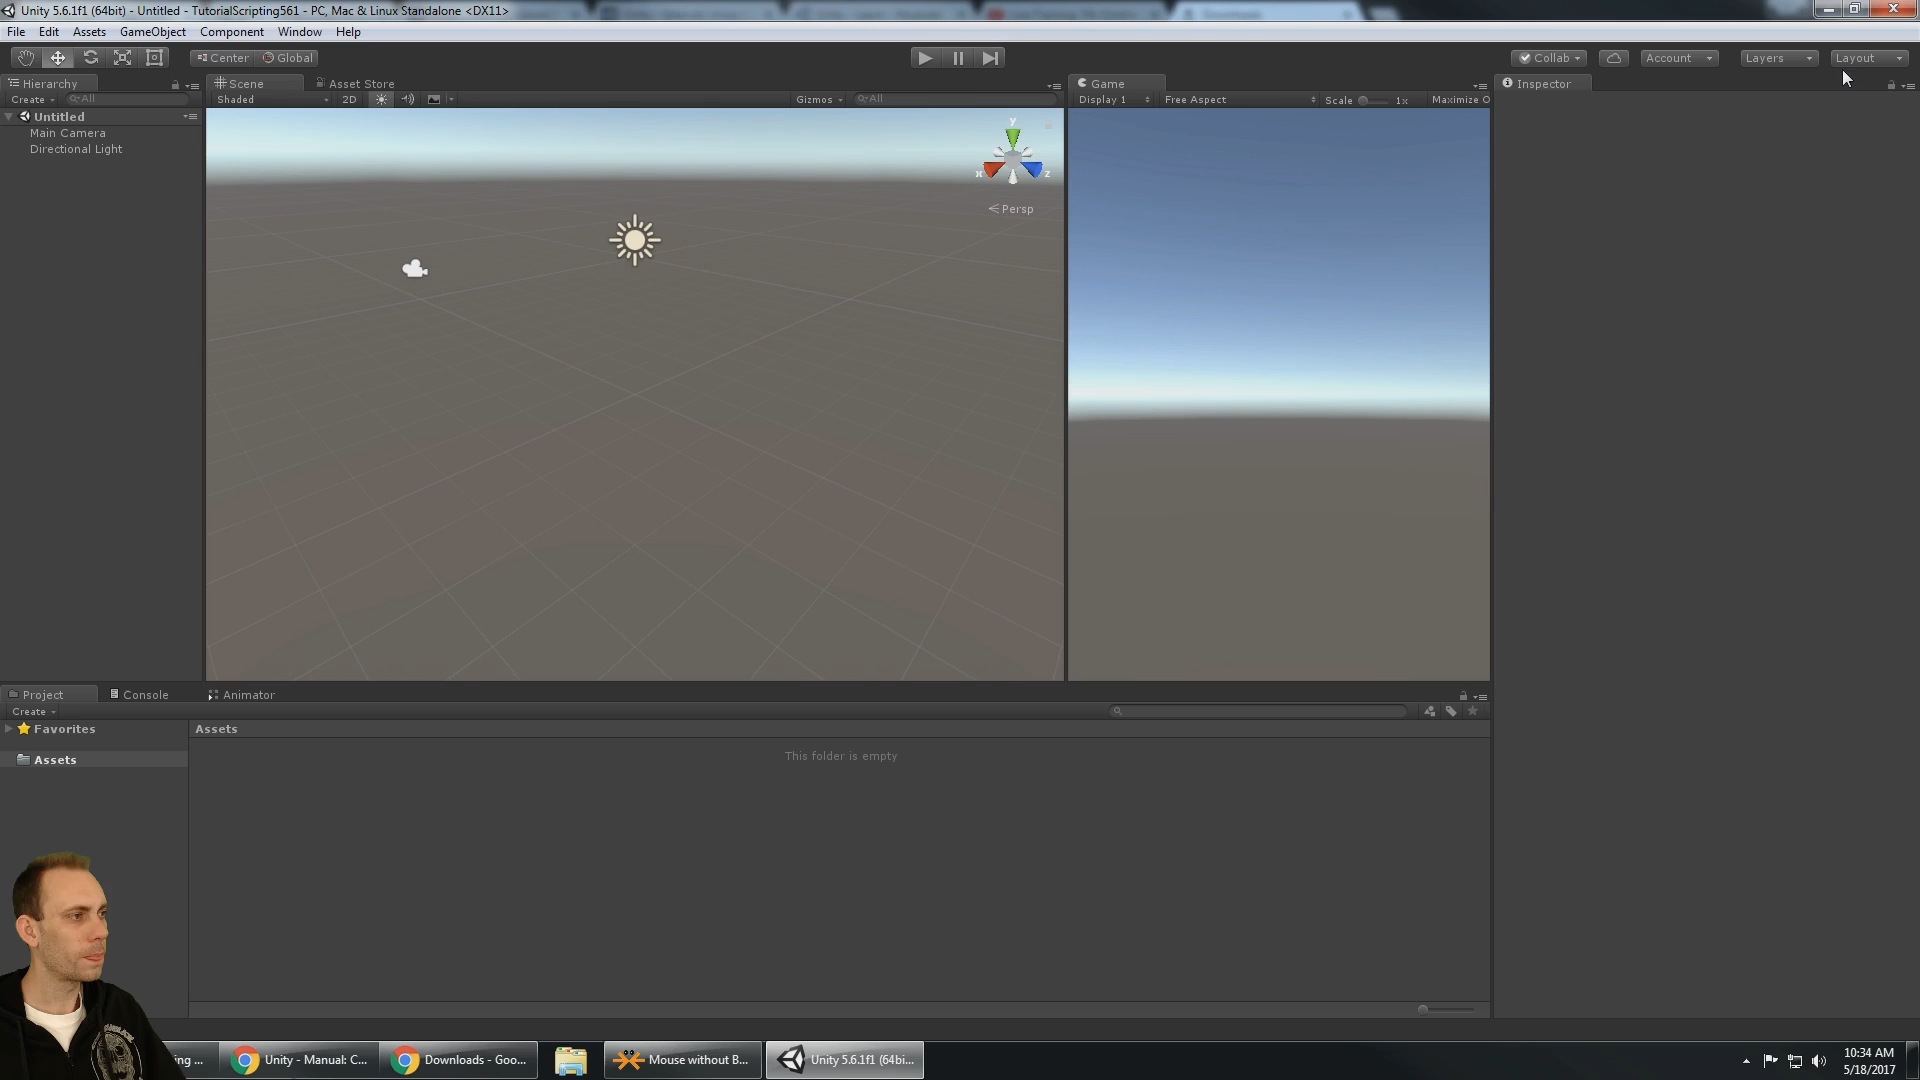 Unity 5.6.1f1 (64bit) - Untitled - TutorialScripting561 - PC, Mac & Linux Standalone <DX11>
File Edit Assets GameObject Component Window Help
Center Global
Collab Account Layers Layout
Hierarchy Scene Asset Store Game Inspector
Create All Shaded 2D Gizmos All Display 1 Free Aspect Scale 1x Maximize O
Untitled
Main Camera
Directional Light
y
x z
Persp
Project Console Animator
Create
Favorites
Assets
Assets
This folder is empty
ing ... Unity - Manual: C... Downloads - Goo... Mouse without B... Unity 5.6.1f1 (64bi...
10:34 AM
5/18/2017